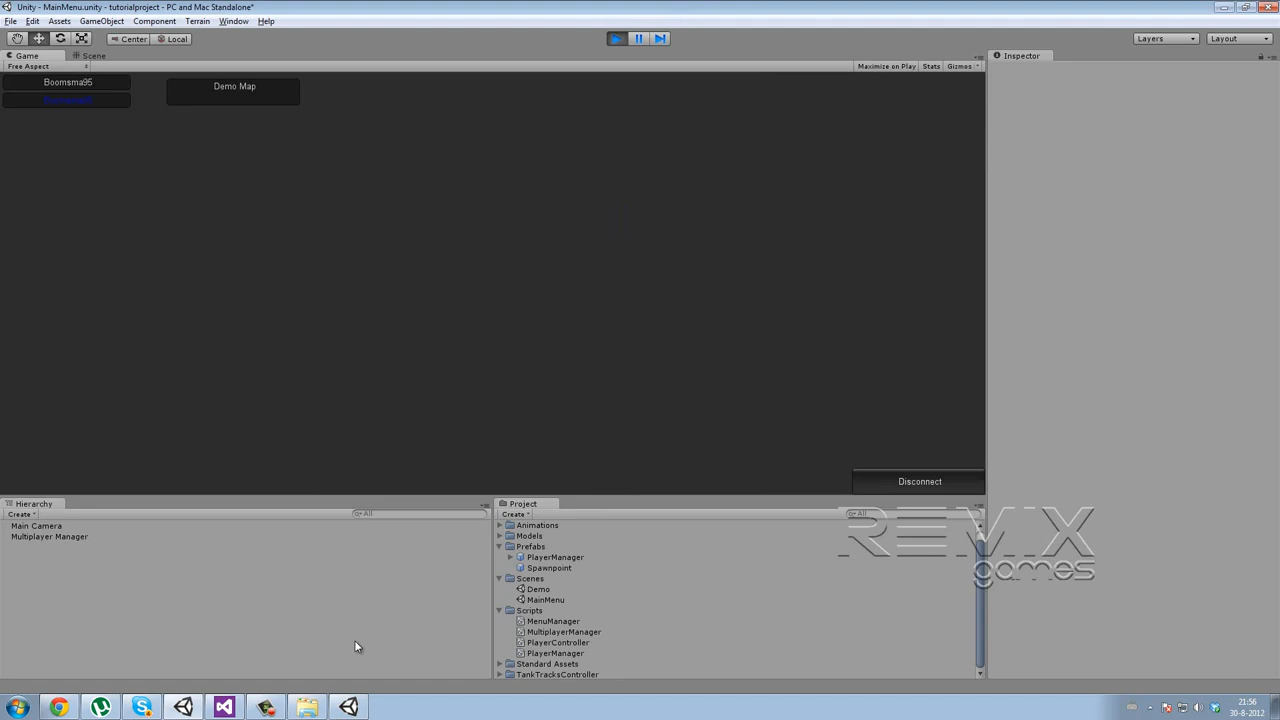 Unity - MainMenu.unity - tutorialproject - PC and Mac Standalone*
File Edit Assets GameObject Component Terrain Window Help
Center Local
Layers Layout
Game Scene Inspector
Free Aspect Maximize on Play Stats Gizmos
Boomsma95
Demo Map
Disconnect
Hierarchy Project
Create All Create All
Main Camera
Multiplayer Manager
Animations
Models
Prefabs
PlayerManager
Spawnpoint
Scenes
Demo
MainMenu
Scripts
MenuManager
MultiplayerManager
PlayerController
PlayerManager
Standard Assets
TankTracksController
REMIX
games
21:56
30-8-2012